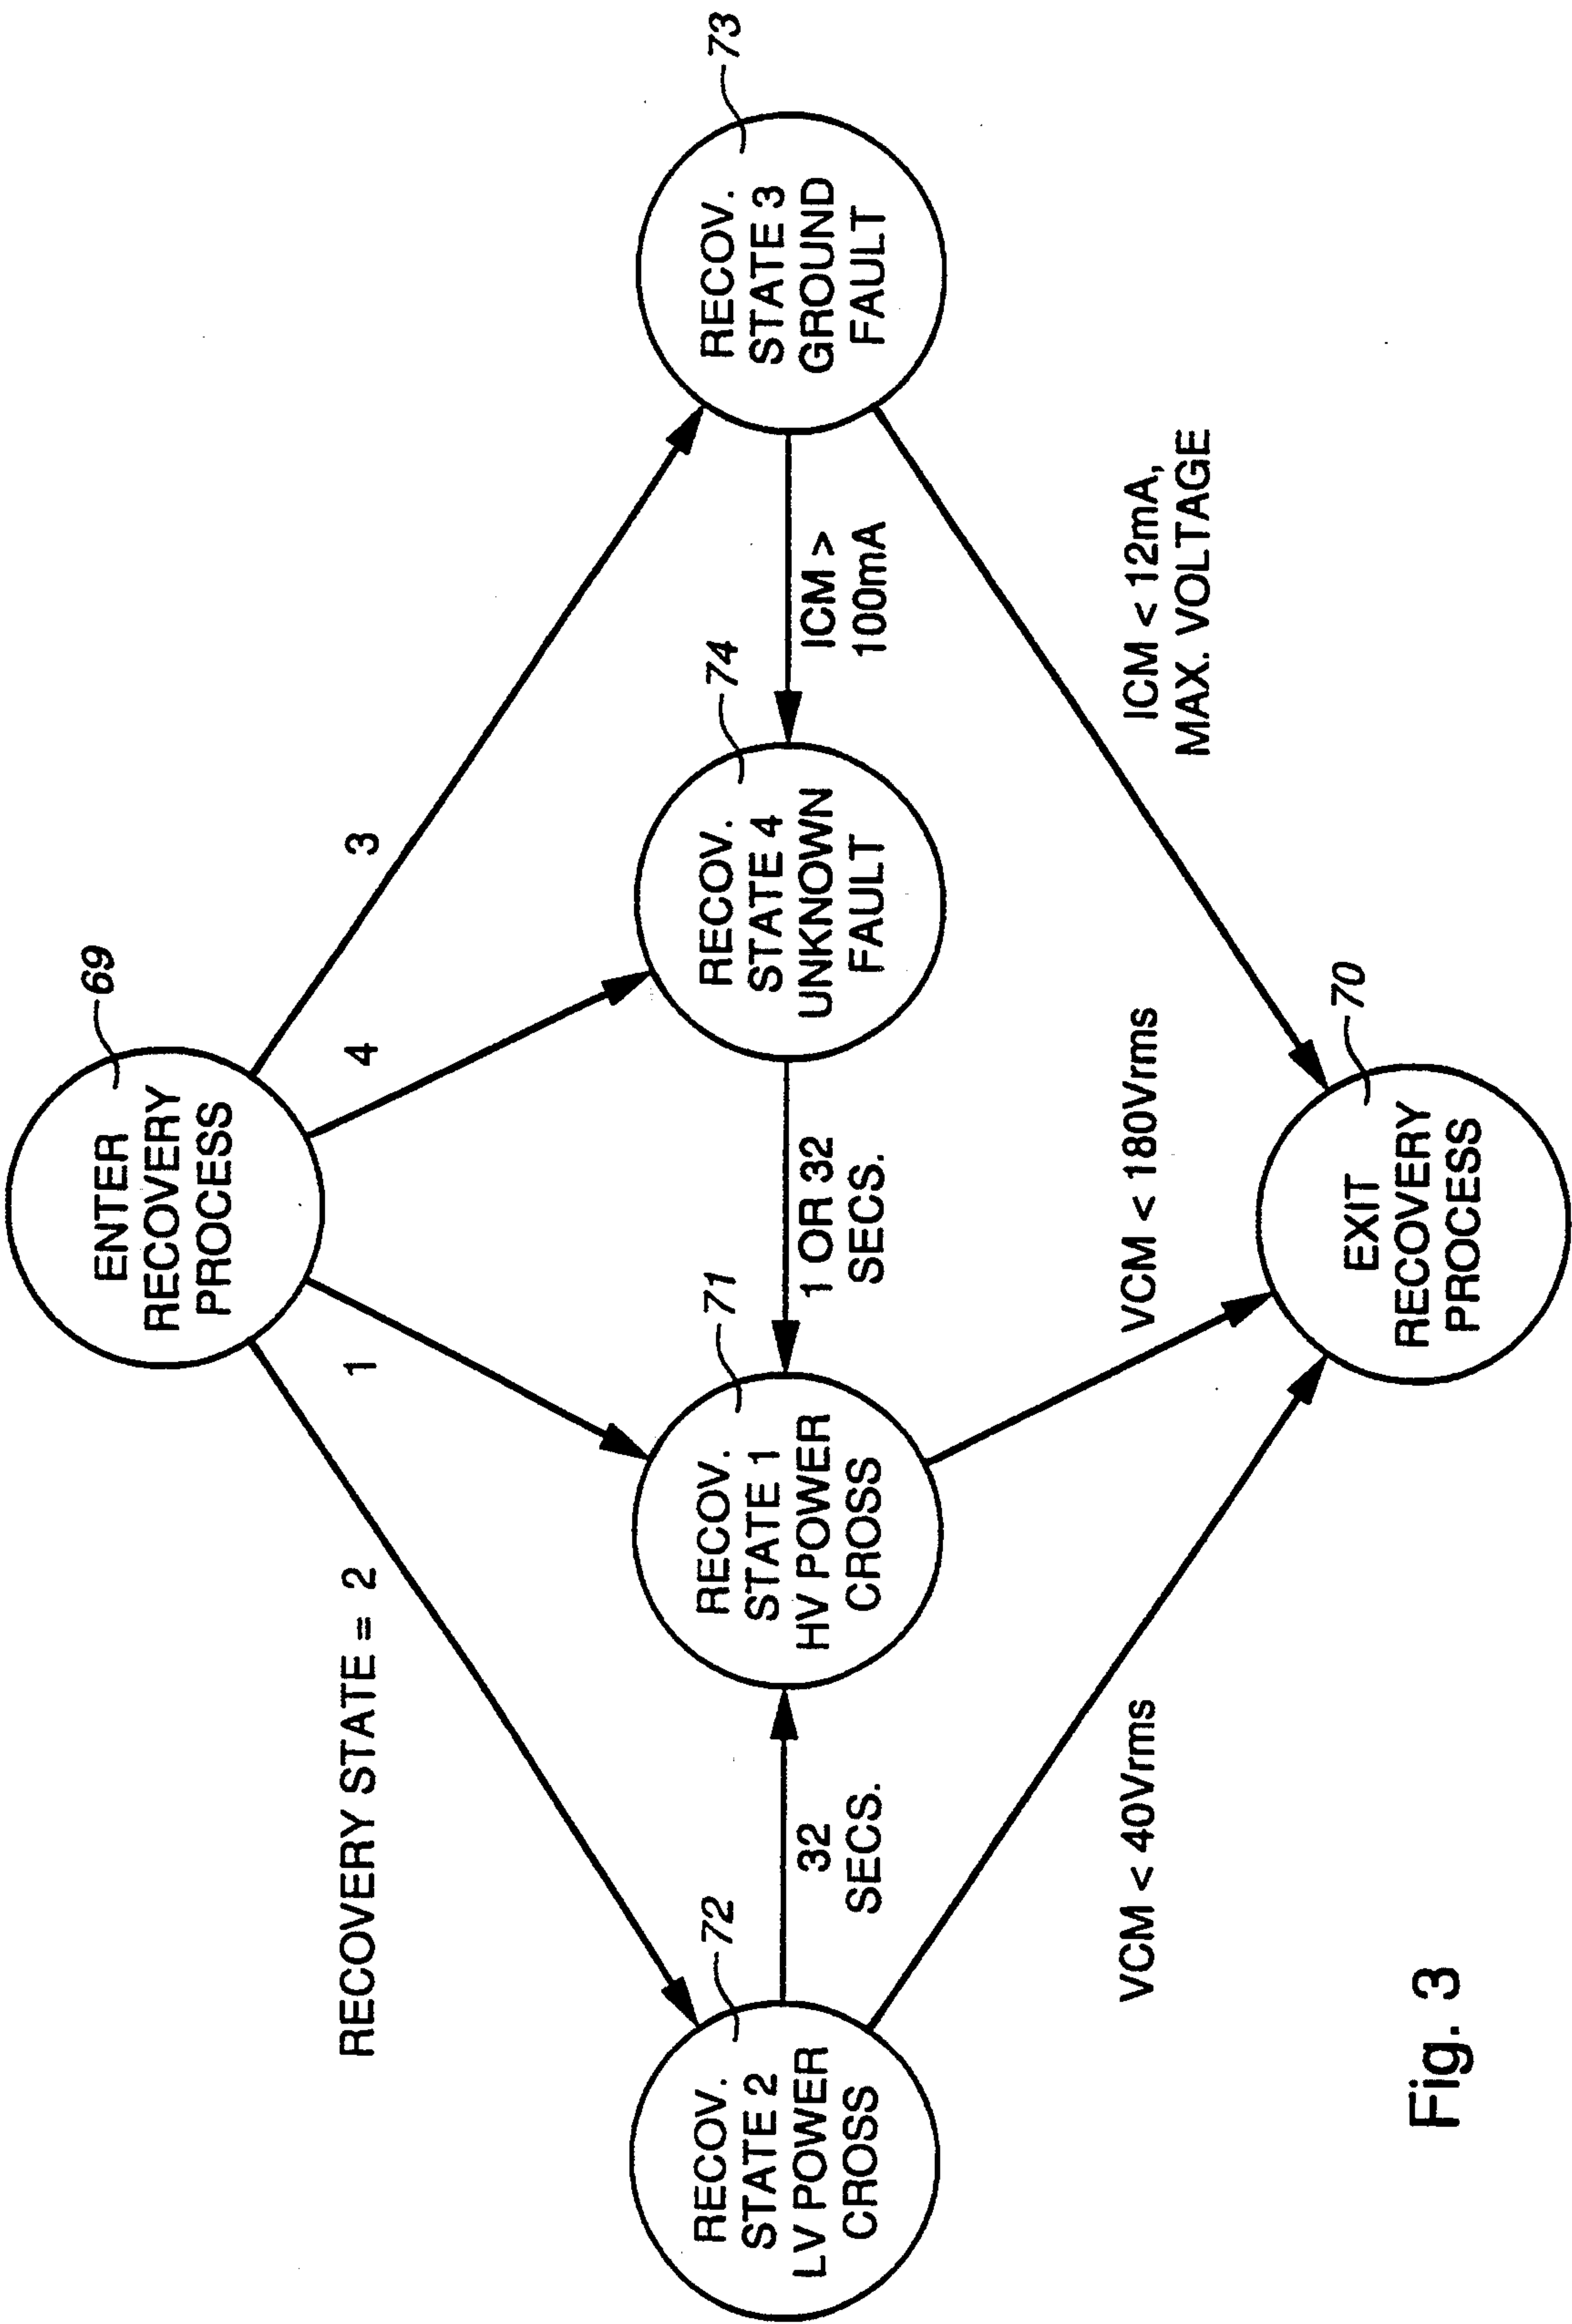 69
ENTER
RECOVERY
PROCESS
RECOVERY STATE = 2
1
4
3
72
RECOV.
STATE 2
LV POWER
CROSS
32
SECS.
71
RECOV.
STATE 1
HV POWER
CROSS
1 OR 32
SECS.
74
RECOV.
STATE 4
UNKNOWN
FAULT
ICM >
100mA
73
RECOV.
STATE 3
GROUND
FAULT
VCM < 40Vrms
VCM < 180Vrms
ICM < 12mA,
MAX. VOLTAGE
70
EXIT
RECOVERY
PROCESS
Fig. 3